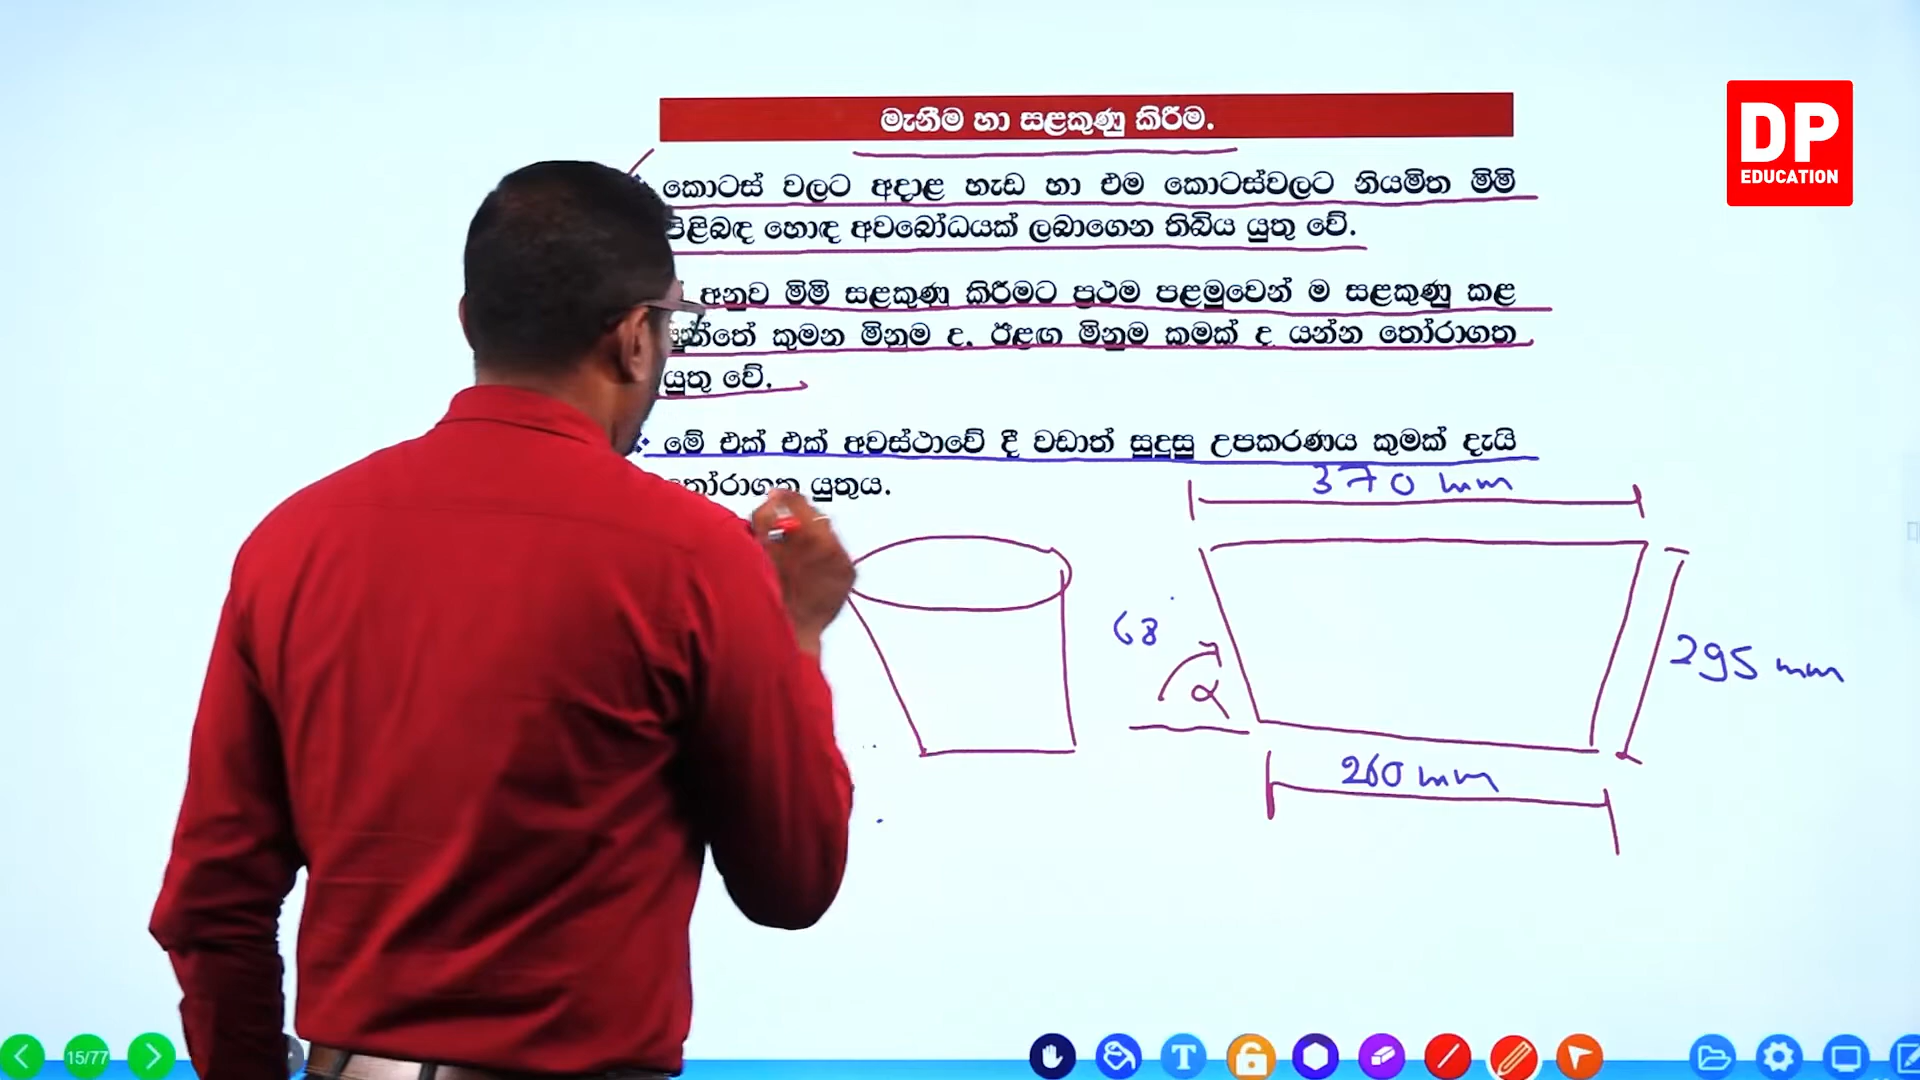 මැනීම හා සළකුණු කිරීම.
DP
EDUCATION
කොටස් වලට අදාළ හැඩ හා එම කොටස්වලට නියමිත මිමි
පිළිබඳ හොඳ අවබෝධයක් ලබාගෙන තිබිය යුතු වේ.
අනුව මිමි සළකුණු කිරීමට ප්‍රථම පළමුවෙන් ම සළකුණු කළ
කුමන මිනුම ද, ඊළඟ මිනුම කුමක් ද යන්න තෝරාගත
යුතු වේ.
මේ එක් එක් අවස්ථාවේ දී වඩාත් සුදුසු උපකරණය කුමක් දැයි
තෝරාගත යුතුය.
370 mm
68
α
295 mm
260 mm
15/77
T